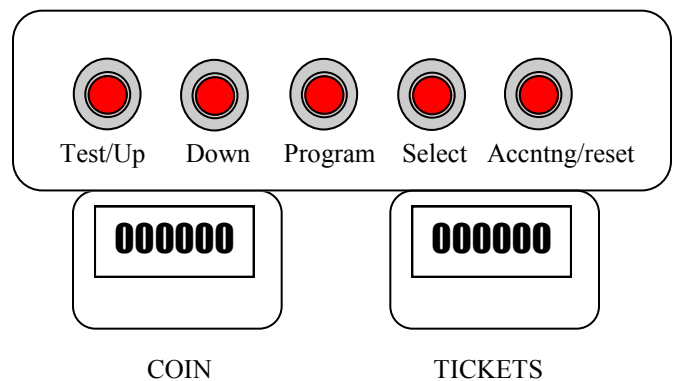 Test/Up Down Program Select Accntng/reset
000000 000000
COIN TICKETS